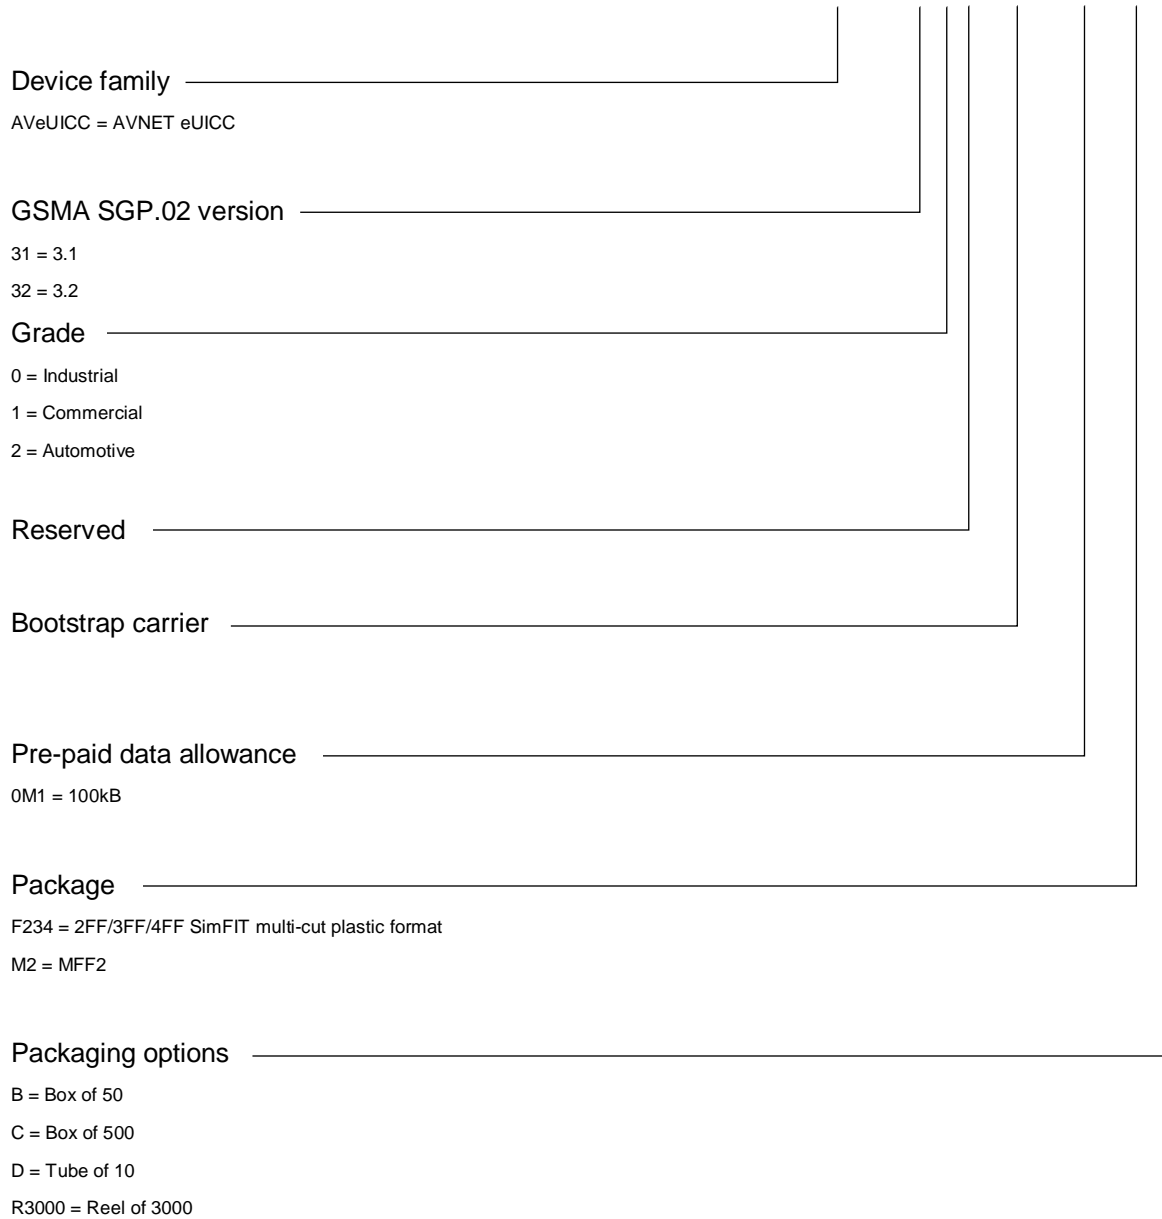 Device family
AVeUICC = AVNET eUICC
GSMA SGP.02 version
31 = 3.1
32 = 3.2
Grade
0 = Industrial
1 = Commercial
2 = Automotive
Reserved
Bootstrap carrier
Pre-paid data allowance
0M1 = 100kB
Package
F234 = 2FF/3FF/4FF SimFIT multi-cut plastic format
M2 = MFF2
Packaging options
B = Box of 50
C = Box of 500
D = Tube of 10
R3000 = Reel of 3000